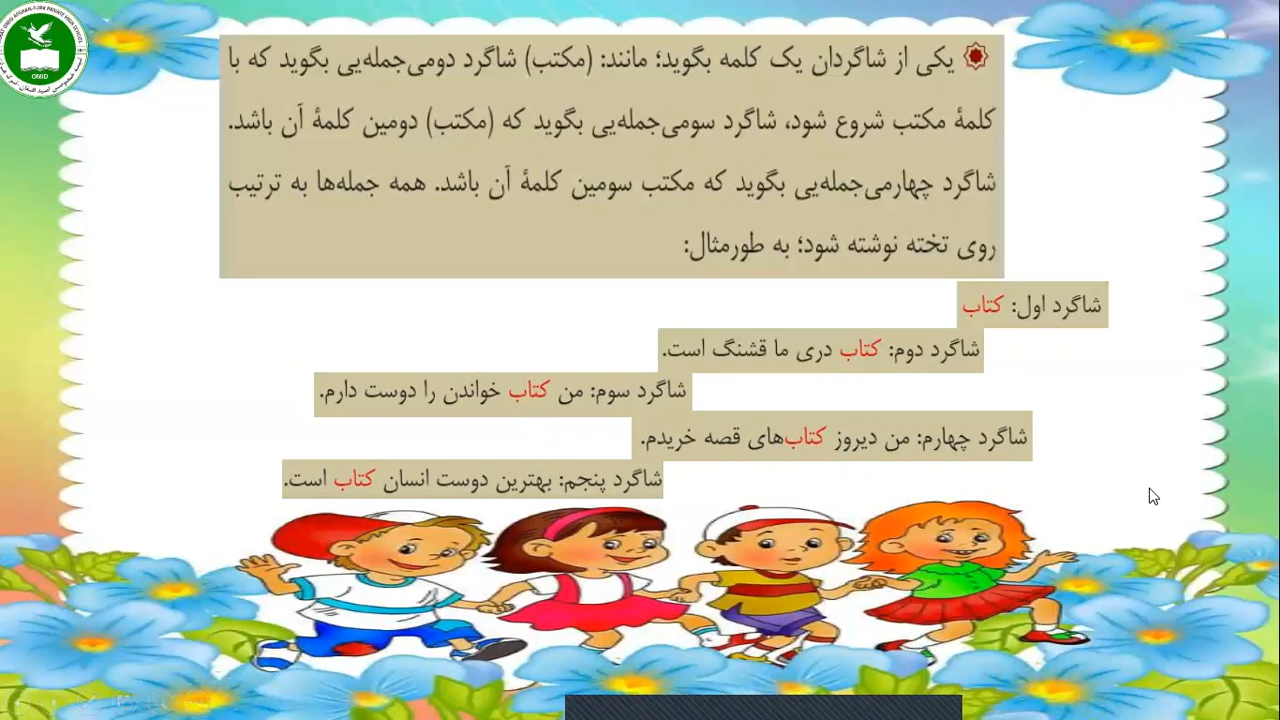 OMID
یکی از شاگردان یک کلمه بگوید؛ مانند: (مکتب) شاگرد دومی‌جمله‌یی بگوید که با
کلمهٔ مکتب شروع شود، شاگرد سومی‌جمله‌یی بگوید که (مکتب) دومین کلمهٔ آن باشد.
شاگرد چهارمی‌جمله‌یی بگوید که مکتب سومین کلمهٔ آن باشد. همه جمله‌ها به ترتیب
روی تخته نوشته شود؛ به طورمثال:
شاگرد اول: کتاب
شاگرد دوم: کتاب دری ما قشنگ است.
شاگرد سوم: من کتاب خواندن را دوست دارم.
شاگرد چهارم: من دیروز کتاب‌های قصه خریدم.
شاگرد پنجم: بهترین دوست انسان کتاب است.